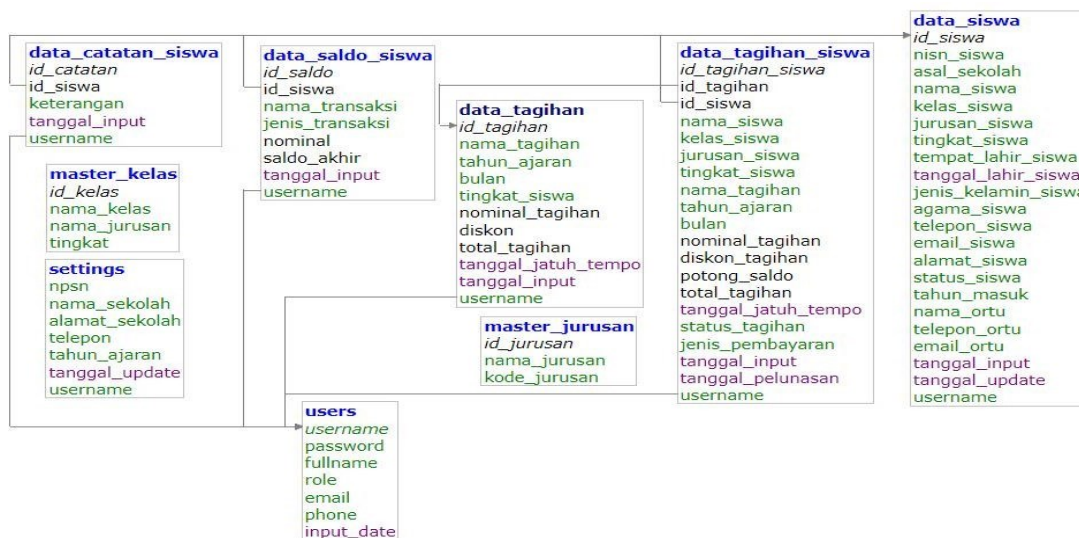 data_catatan_siswa
id_catatan
id_siswa
keterangan
tanggal_input
username
master_kelas
id_kelas
nama_kelas
nama_jurusan
tingkat
settings
npsn
nama_sekolah
alamat_sekolah
telepon
tahun_ajaran
tanggal_update
username
data_saldo_siswa
id_saldo
id_siswa
nama_transaksi
jenis_transaksi
nominal
saldo_akhir
tanggal_input
username
users
username
password
fullname
role
email
phone
input_date
data_tagihan
id_tagihan
nama_tagihan
tahun_ajaran
bulan
tingkat_siswa
nominal_tagihan
diskon
total_tagihan
tanggal_jatuh_tempo
tanggal_input
username
master_jurusan
id_jurusan
nama_jurusan
kode_jurusan
data_tagihan_siswa
id_tagihan_siswa
id_tagihan
id_siswa
nama_siswa
kelas_siswa
jurusan_siswa
tingkat_siswa
nama_tagihan
tahun_ajaran
bulan
nominal_tagihan
diskon_tagihan
potong_saldo
total_tagihan
tanggal_jatuh_tempo
status_tagihan
jenis_pembayaran
tanggal_input
tanggal_pelunasan
username
data_siswa
id_siswa
nisn_siswa
asal_sekolah
nama_siswa
kelas_siswa
jurusan_siswa
tingkat_siswa
tempat_lahir_siswa
tanggal_lahir_siswa
jenis_kelamin_siswa
agama_siswa
telepon_siswa
email_siswa
alamat_siswa
status_siswa
tahun_masuk
nama_ortu
telepon_ortu
email_ortu
tanggal_input
tanggal_update
username